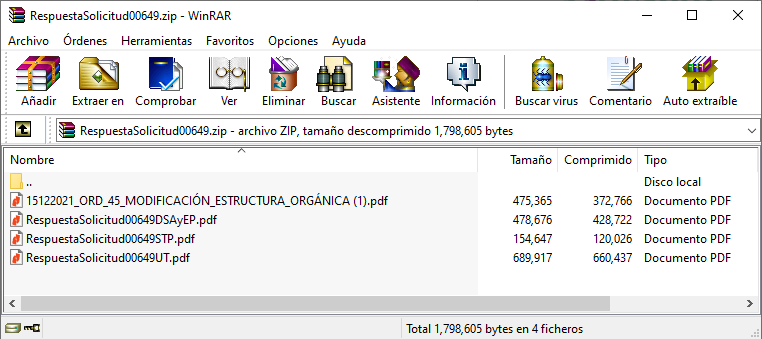 RespuestaSolicitud00649.zip - WinRAR
Archivo Órdenes Herramientas Favoritos Opciones Ayuda
Añadir Extraer en Comprobar Ver Eliminar Buscar Asistente Información Buscar virus Comentario Auto extraíble
RespuestaSolicitud00649.zip - archivo ZIP, tamaño descomprimido 1,798,605 bytes
Nombre Tamaño Comprimido Tipo
.. Disco local
15122021_ORD_45_MODIFICACIÓN_ESTRUCTURA_ORGÁNICA (1).pdf 475,365 372,766 Documento PDF
RespuestaSolicitud00649DSAyEP.pdf 478,676 428,722 Documento PDF
RespuestaSolicitud00649STP.pdf 154,647 120,026 Documento PDF
RespuestaSolicitud00649UT.pdf 689,917 660,437 Documento PDF
Total 1,798,605 bytes en 4 ficheros